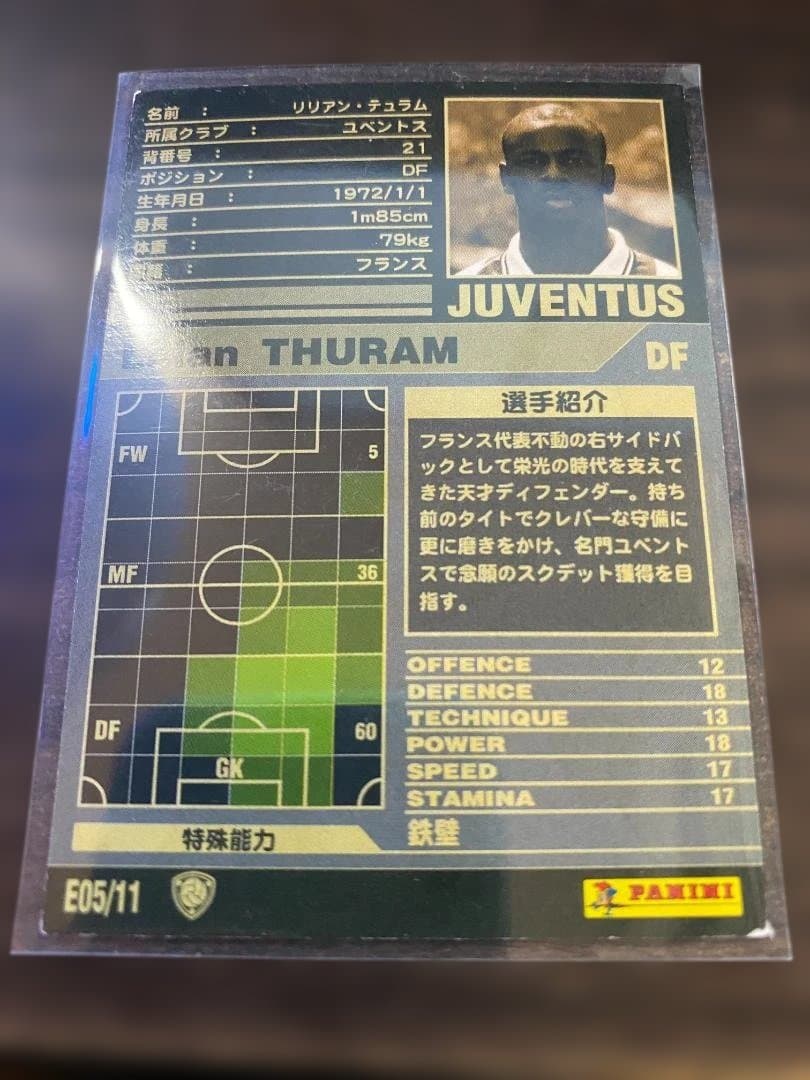 名前 : リリアン・テュラム
所属クラブ : ユベントス
背番号 : 21
ポジション : DF
生年月日 : 1972/1/1
身長 : 1m85cm
体重 : 79kg
: フランス
JUVENTUS
THURAM DF
選手紹介
フランス代表不動の右サイドバ
ックとして栄光の時代を支えて
きた天才ディフェンダー。持ち
前のタイトでクレバーな守備に
更に磨きをかけ、名門ユベント
スで念願のスクデット獲得を目
指す。
FW 5
MF 36
DF 60
GK
OFFENCE 12
DEFENCE 18
TECHNIQUE 13
POWER 18
SPEED 17
STAMINA 17
特殊能力 鉄壁
E05/11
PANINI